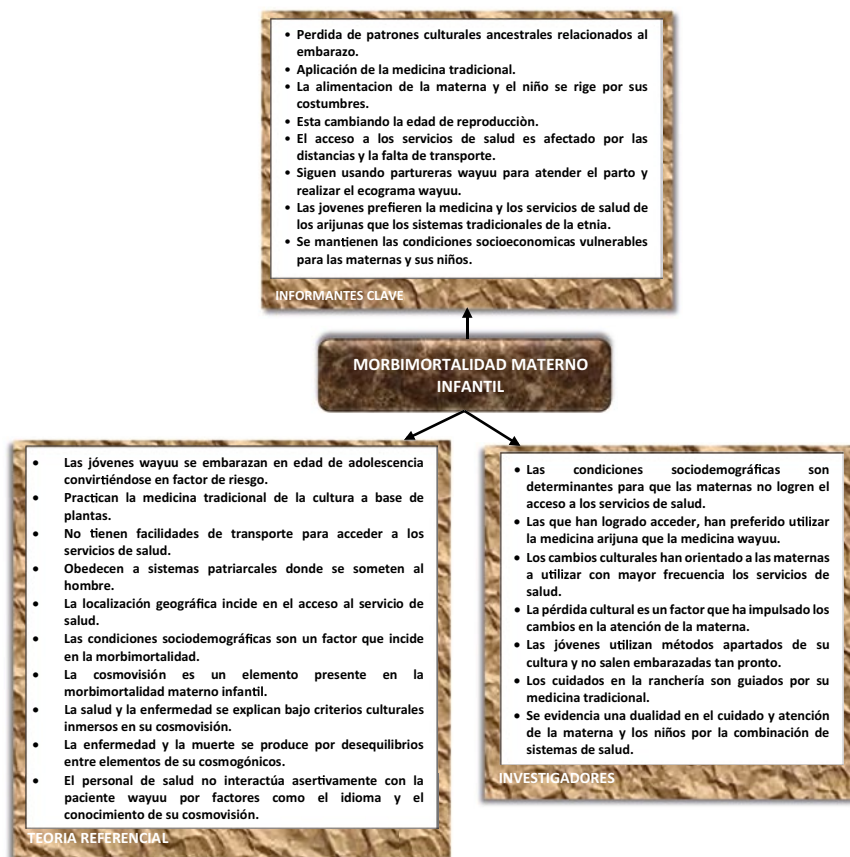 • Perdida de patrones culturales ancestrales relacionados al
embarazo.
• Aplicación de la medicina tradicional.
• La alimentacion de la materna y el niño se rige por sus
costumbres.
• Esta cambiando la edad de reproducciòn.
• El acceso a los servicios de salud es afectado por las
distancias y la falta de transporte.
• Siguen usando partureras wayuu para atender el parto y
realizar el ecograma wayuu.
• Las jovenes prefieren la medicina y los servicios de salud de
los arijunas que los sistemas tradicionales de la etnia.
• Se mantienen las condiciones socioeconomicas vulnerables
para las maternas y sus niños.
INFORMANTES CLAVE
MORBIMORTALIDAD MATERNO
INFANTIL
• Las jóvenes wayuu se embarazan en edad de adolescencia
convirtiéndose en factor de riesgo.
• Practican la medicina tradicional de la cultura a base de
plantas.
• No tienen facilidades de transporte para acceder a los
servicios de salud.
• Obedecen a sistemas patriarcales donde se someten al
hombre.
• La localización geográfica incide en el acceso al servicio de
salud.
• Las condiciones sociodemográficas son un factor que incide
en la morbimortalidad.
• La cosmovisión es un elemento presente en la
morbimortalidad materno infantil.
• La salud y la enfermedad se explican bajo criterios culturales
inmersos en su cosmovisión.
• La enfermedad y la muerte se produce por desequilibrios
entre elementos de su cosmogónicos.
• El personal de salud no interactúa asertivamente con la
paciente wayuu por factores como el idioma y el
conocimiento de su cosmovisión.
TEORIA REFERENCIAL
• Las condiciones sociodemográficas son
determinantes para que las maternas no logren el
acceso a los servicios de salud.
• Las que han logrado acceder, han preferido utilizar
la medicina arijuna que la medicina wayuu.
• Los cambios culturales han orientado a las maternas
a utilizar con mayor frecuencia los servicios de
salud.
• La pérdida cultural es un factor que ha impulsado los
cambios en la atención de la materna.
• Las jóvenes utilizan métodos apartados de su
cultura y no salen embarazadas tan pronto.
• Los cuidados en la ranchería son guiados por su
medicina tradicional.
• Se evidencia una dualidad en el cuidado y atención
de la materna y los niños por la combinación de
sistemas de salud.
INVESTIGADORES